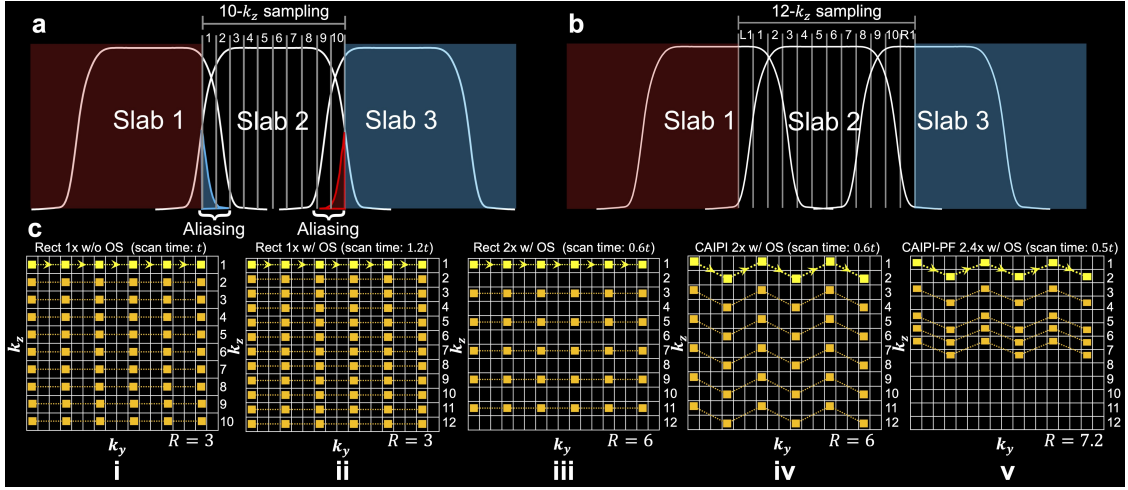 a
10-kz sampling
1 2 3 4 5 6 7 8 9 10
Slab 1 Slab 2 Slab 3
Aliasing Aliasing
b
12-kz sampling
L1 1 2 3 4 5 6 7 8 9 10 R1
Slab 1 Slab 2 Slab 3
c
Rect 1x w/o OS (scan time: t)
1
2
3
4
5
6
7
8
9
10
kz
ky R = 3
i
Rect 1x w/ OS (scan time: 1.2t)
1
2
3
4
5
6
7
8
9
10
11
12
kz
ky R = 3
ii
Rect 2x w/ OS (scan time: 0.6t)
1
2
3
4
5
6
7
8
9
10
11
12
kz
ky R = 6
iii
CAIPI 2x w/ OS (scan time: 0.6t)
1
2
3
4
5
6
7
8
9
10
11
12
kz
ky R = 6
iv
CAIPI-PF 2.4x w/ OS (scan time: 0.5t)
1
2
3
4
5
6
7
8
9
10
11
12
kz
ky R = 7.2
v